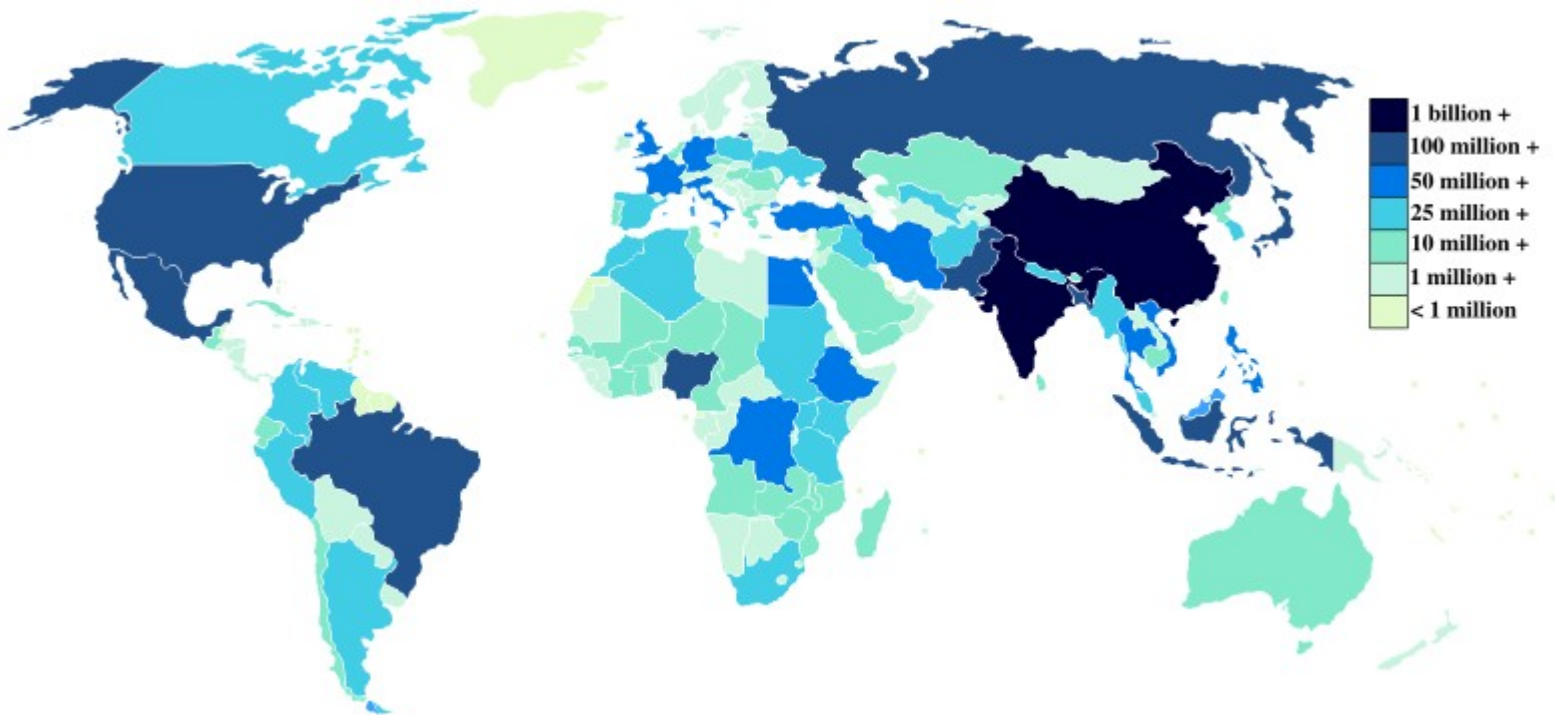 1 billion +
100 million +
50 million +
25 million +
10 million +
1 million +
< 1 million